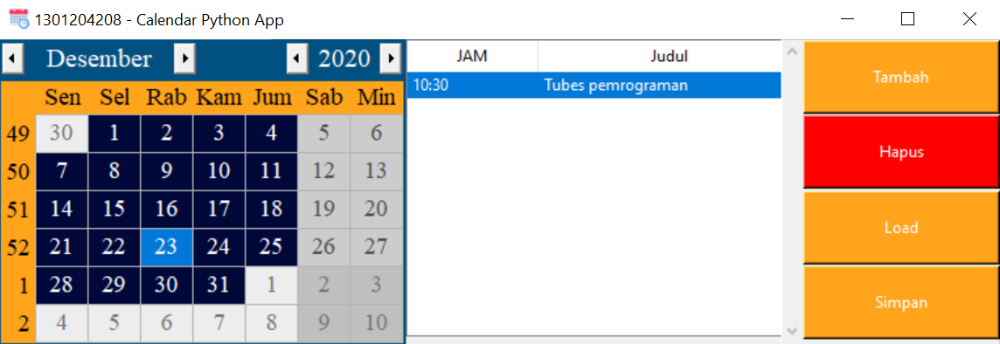 1301204208 - Calendar Python App
Desember 2020
Sen Sel Rab Kam Jum Sab Min
49 30 1 2 3 4 5 6
50 7 8 9 10 11 12 13
51 14 15 16 17 18 19 20
52 21 22 23 24 25 26 27
1 28 29 30 31 1 2 3
2 4 5 6 7 8 9 10
JAM Judul
10:30 Tubes pemrograman
Tambah
Hapus
Load
Simpan